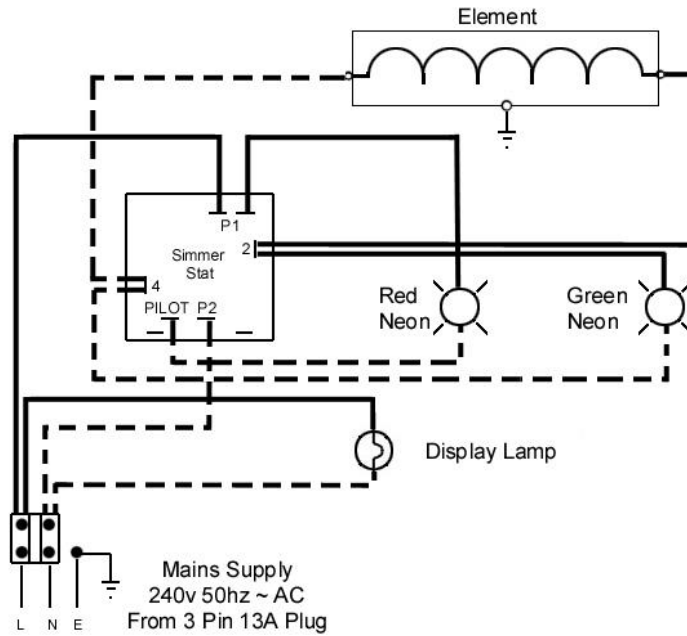 Element
P1
2
Simmer
Stat
4
PILOT P2
Red
Neon
Green
Neon
Display Lamp
Mains Supply
240v 50hz ~ AC
From 3 Pin 13A Plug
L N E